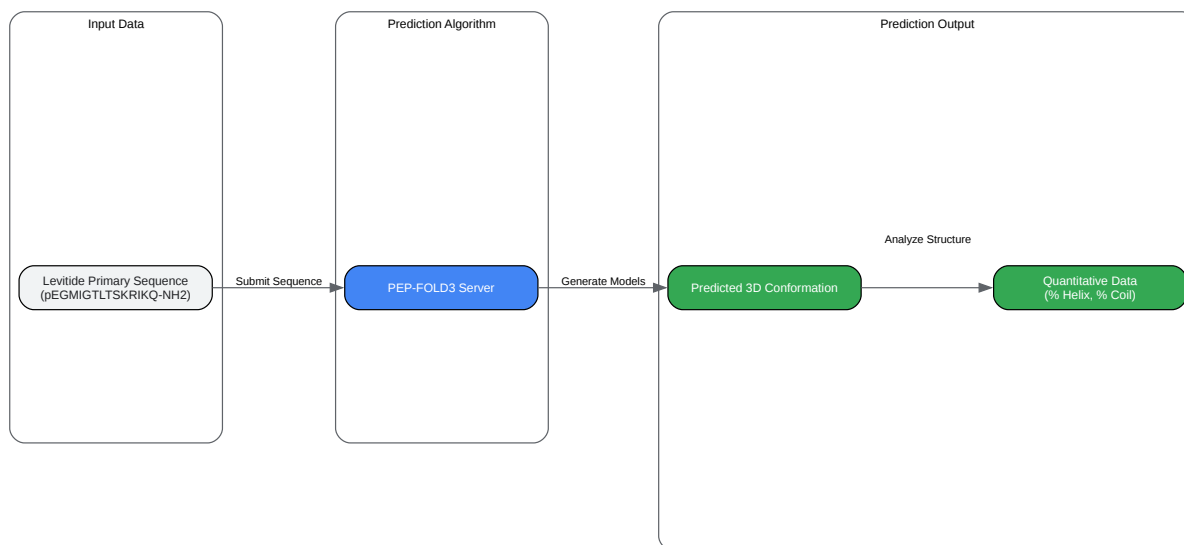 Input Data
Prediction Algorithm
Prediction Output
Levitide Primary Sequence
(pEGMIGTLTSKRIKQ-NH2)
Submit Sequence
PEP-FOLD3 Server
Generate Models
Predicted 3D Conformation
Analyze Structure
Quantitative Data
(% Helix, % Coil)